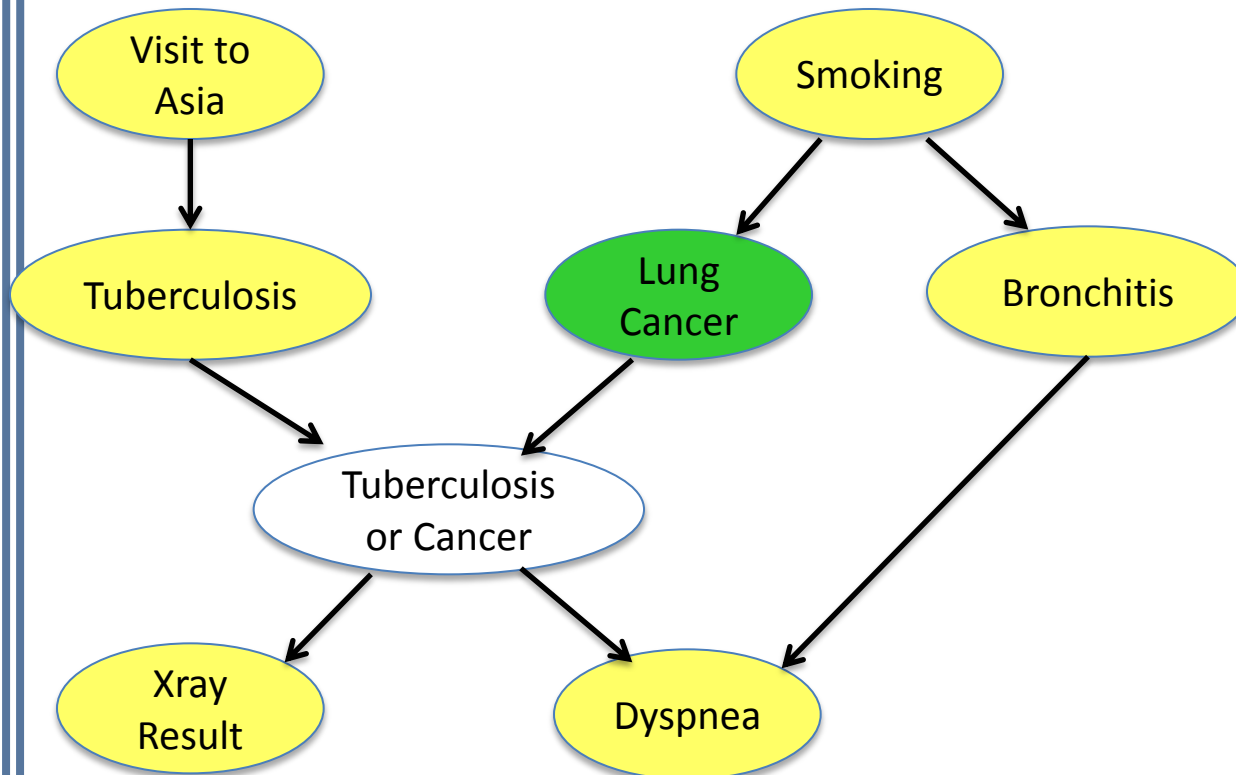 Visit to
Asia
Smoking
Tuberculosis
Lung
Cancer
Bronchitis
Tuberculosis
or Cancer
Xray
Result
Dyspnea